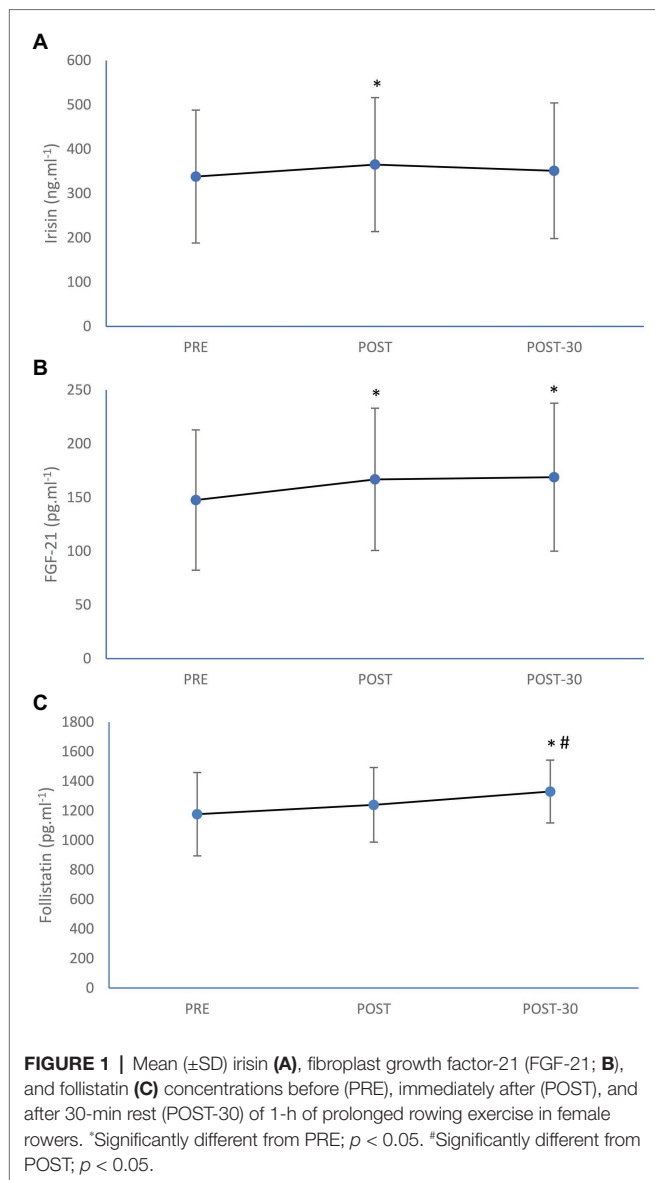 A
600
*
500
400
300
200
100
0
Irisin (ng.ml⁻¹)
PRE POST POST-30
B
250
* *
200
150
100
50
0
FGF-21 (pg.ml⁻¹)
PRE POST POST-30
C
1800
1600
* #
1400
1200
1000
800
600
400
200
0
Follistatin (pg.ml⁻¹)
PRE POST POST-30
FIGURE 1 | Mean (±SD) irisin (A), fibroplast growth factor-21 (FGF-21; B),
and follistatin (C) concentrations before (PRE), immediately after (POST), and
after 30-min rest (POST-30) of 1-h of prolonged rowing exercise in female
rowers. *Significantly different from PRE; p < 0.05. #Significantly different from
POST; p < 0.05.